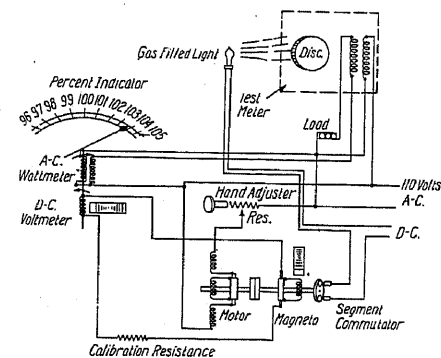 Gas Filled Light
Disc.
Test
Meter
Percent Indicator
96 97 98 99 100 101 102 103 104 105
Load
A-C.
Wattmeter
D-C.
Voltmeter
Hand Adjuster
Res.
110 Volts
A-C.
D-C.
Motor
Magneto
Segment
Commutator
Calibration Resistance